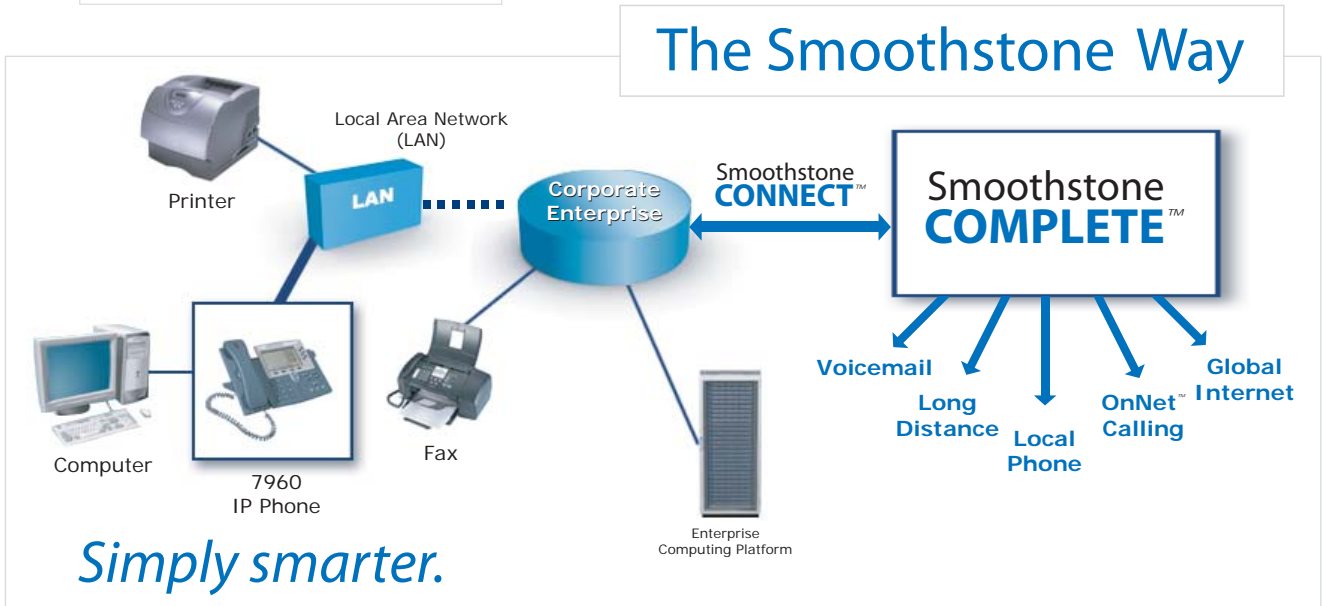 The Smoothstone Way
Local Area Network
(LAN)
Printer
LAN
Corporate
Enterprise
Smoothstone
CONNECT™
Smoothstone
COMPLETE™
Computer
7960
IP Phone
Fax
Enterprise
Computing Platform
Voicemail
Long
Distance
Local
Phone
OnNet™
Calling
Global
Internet
Simply smarter.